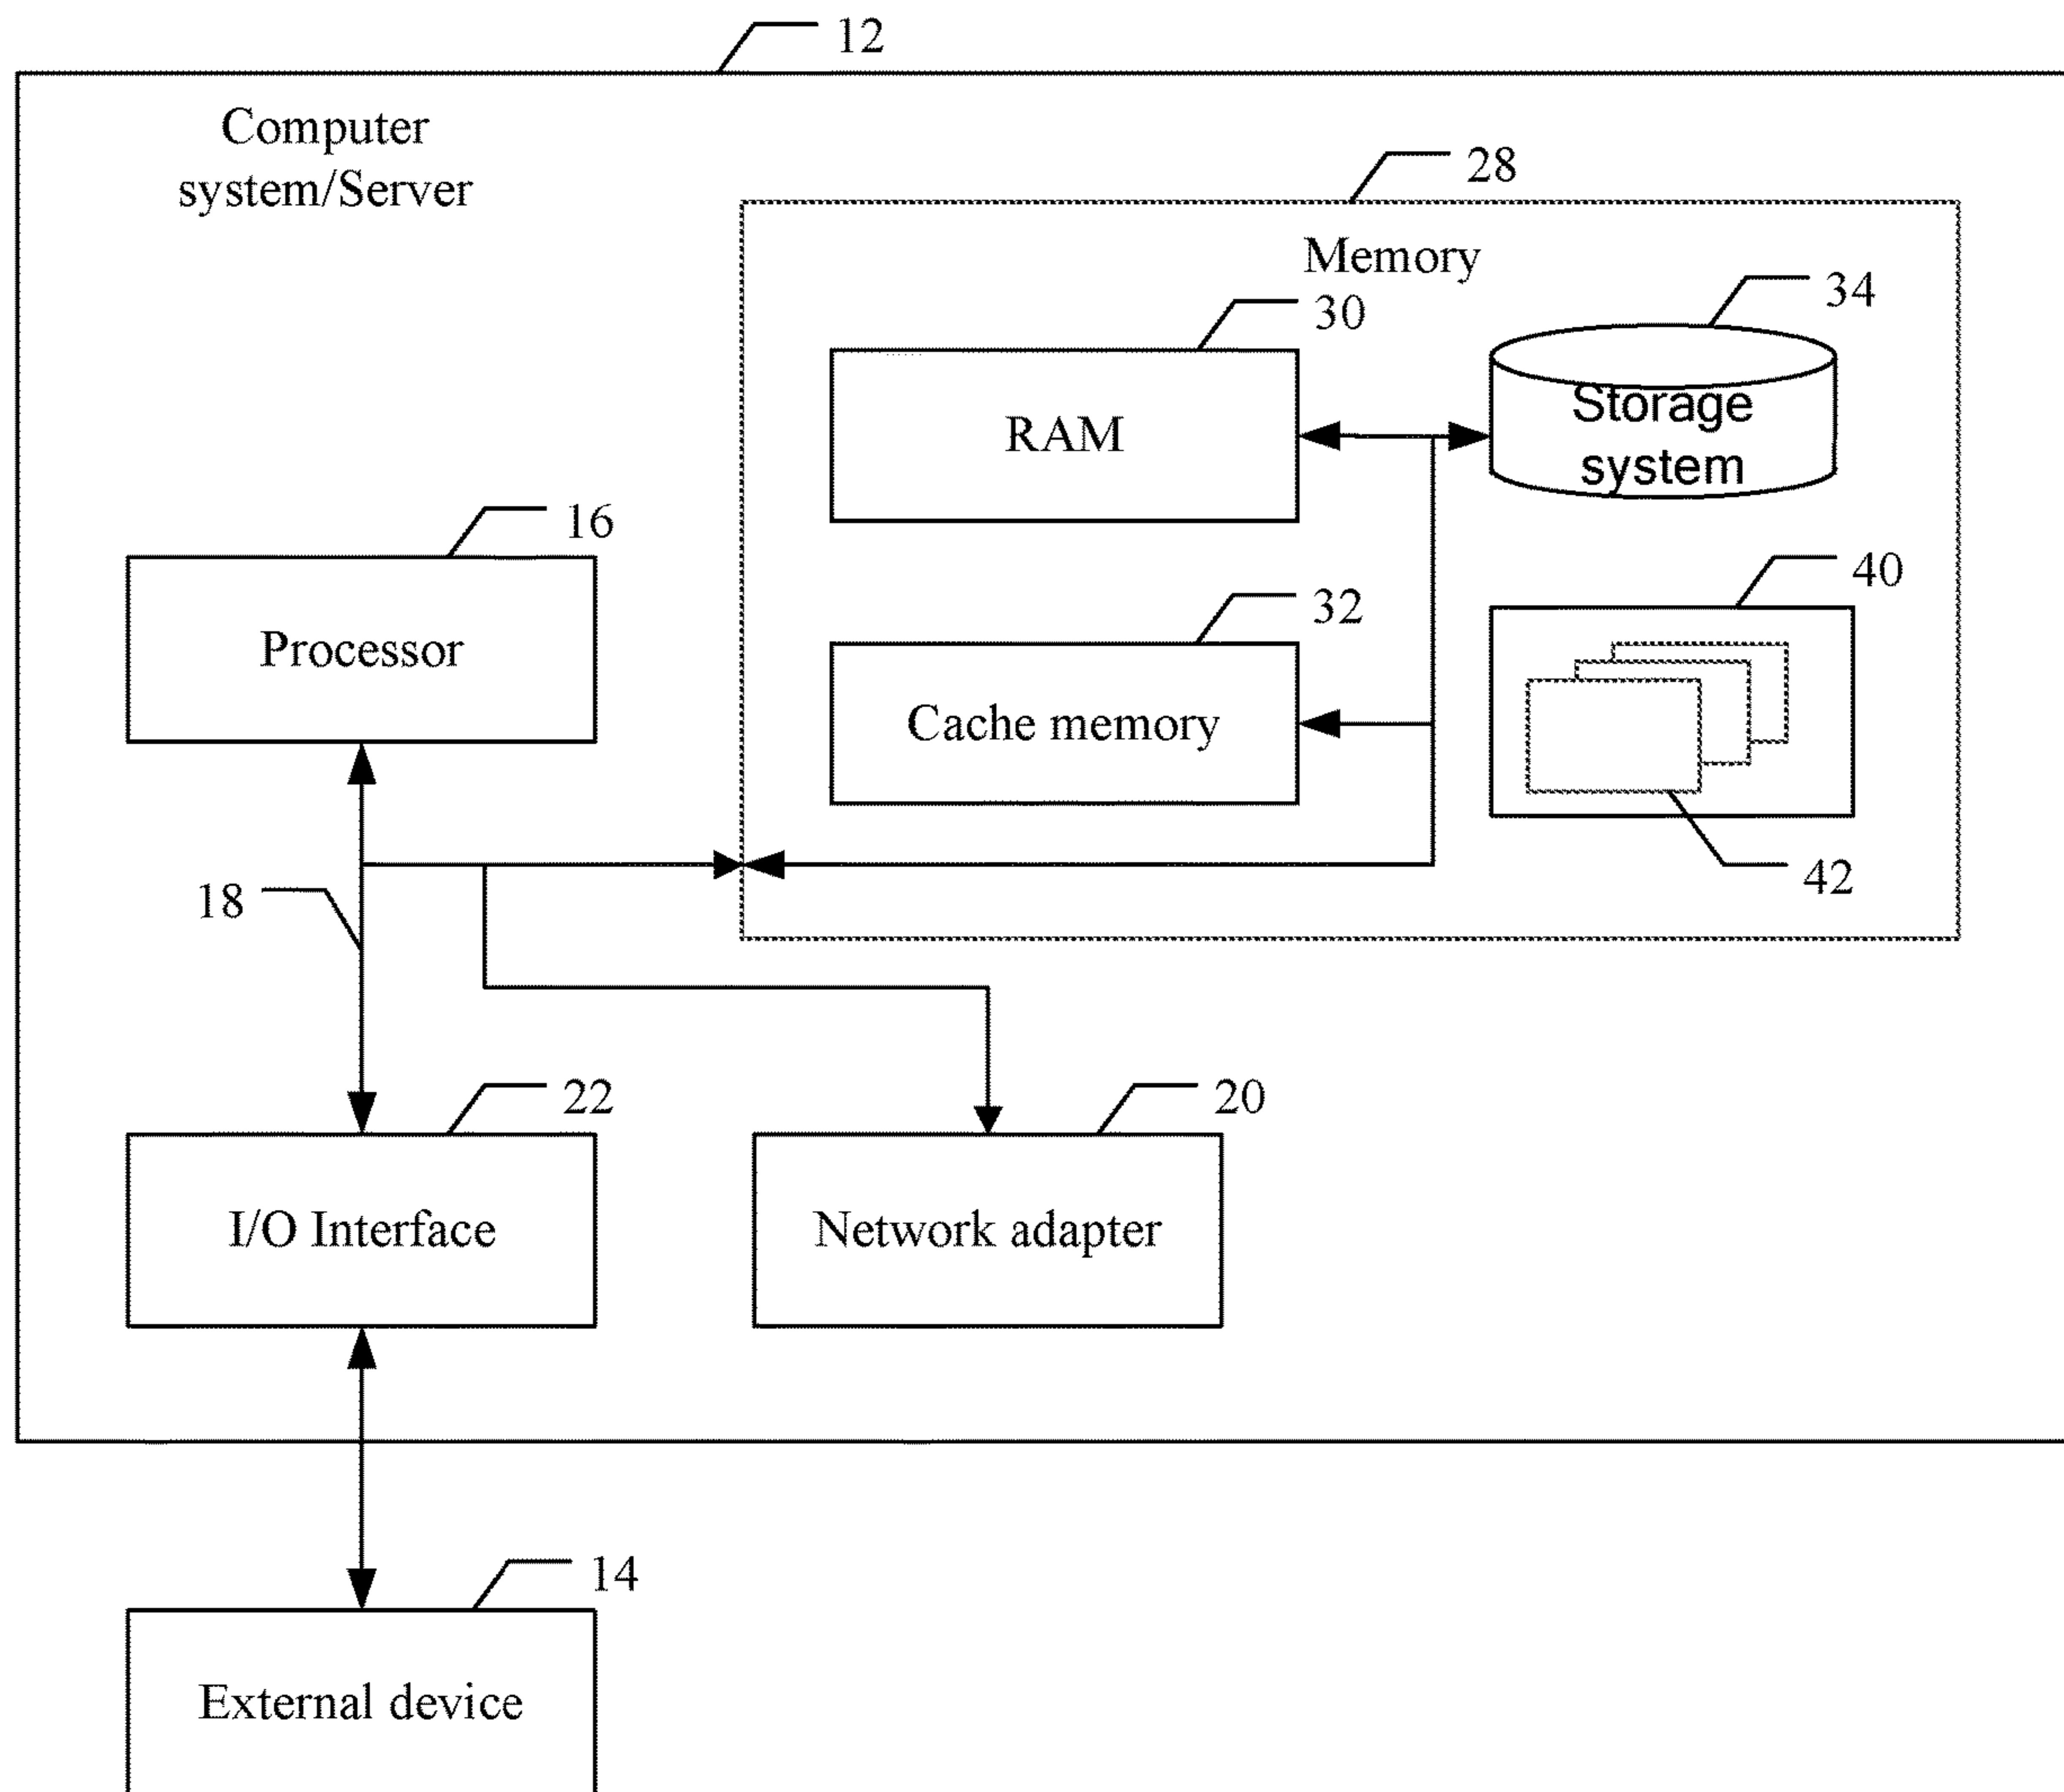 12
Computer
system/Server
28
Memory
34
30
RAM
Storage
system
16
40
32
Processor
Cache memory
18
42
22
20
I/O Interface
Network adapter
14
External device